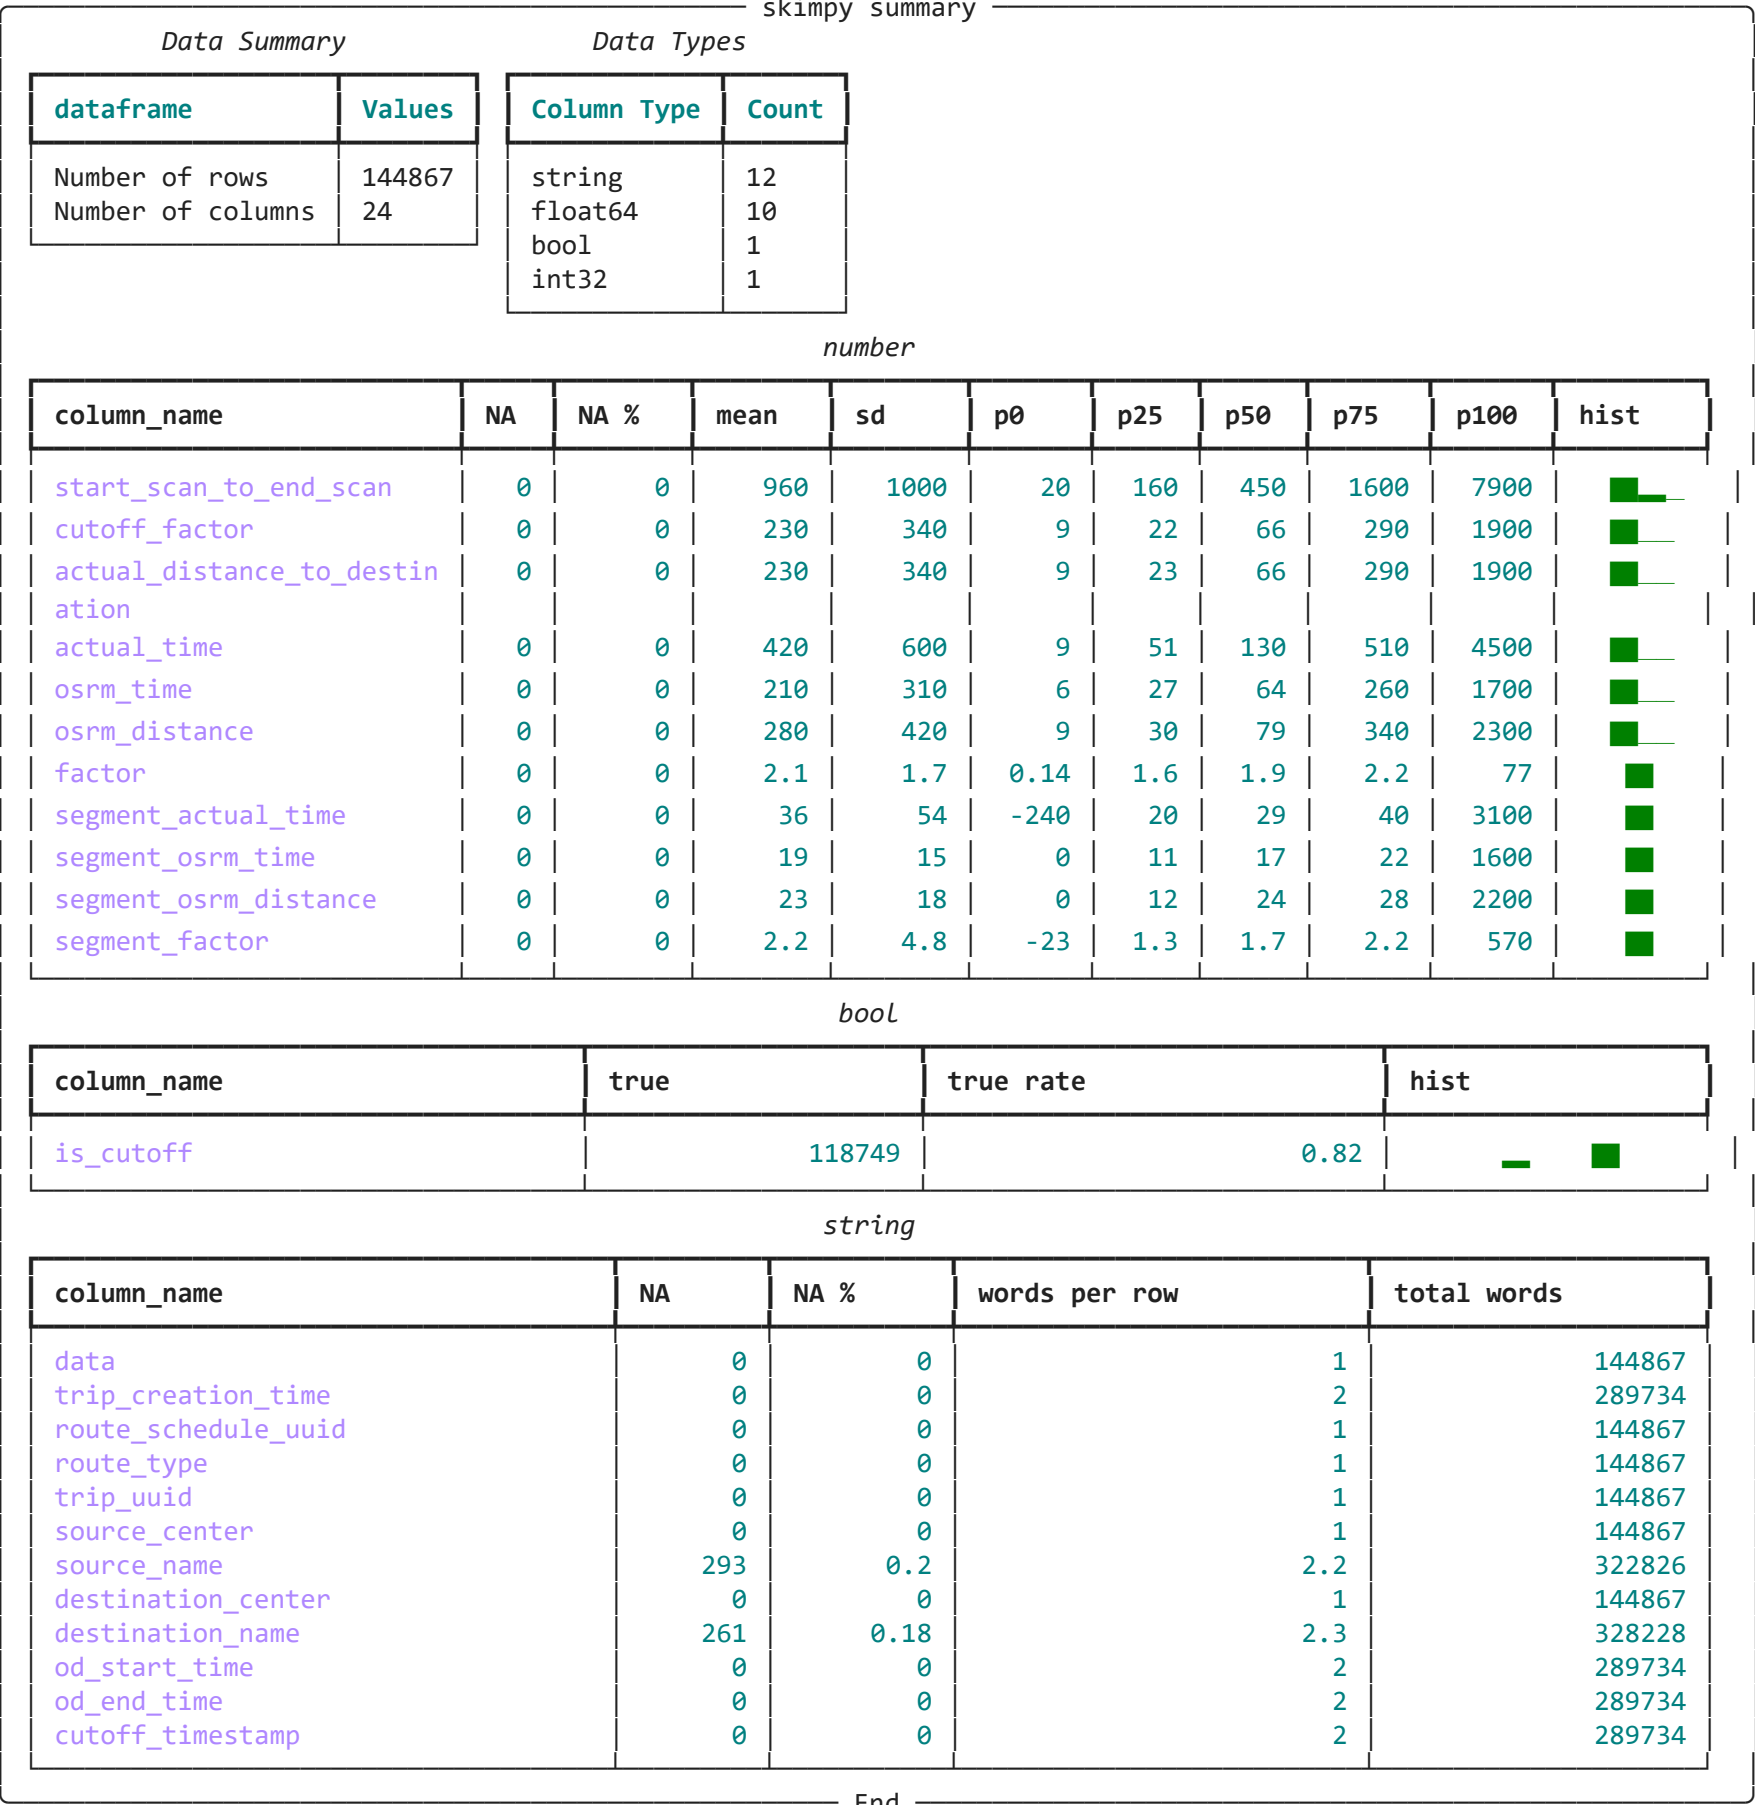 skimpy summary
Data Summary Data Types
dataframe Values Column Type Count
Number of rows 144867 string 12
Number of columns 24 float64 10
bool 1
int32 1
number
column_name NA NA % mean sd p0 p25 p50 p75 p100 hist
start_scan_to_end_scan 0 0 960 1000 20 160 450 1600 7900
cutoff_factor 0 0 230 340 9 22 66 290 1900
actual_distance_to_destin 0 0 230 340 9 23 66 290 1900
ation
actual_time 0 0 420 600 9 51 130 510 4500
osrm_time 0 0 210 310 6 27 64 260 1700
osrm_distance 0 0 280 420 9 30 79 340 2300
factor 0 0 2.1 1.7 0.14 1.6 1.9 2.2 77
segment_actual_time 0 0 36 54 -240 20 29 40 3100
segment_osrm_time 0 0 19 15 0 11 17 22 1600
segment_osrm_distance 0 0 23 18 0 12 24 28 2200
segment_factor 0 0 2.2 4.8 -23 1.3 1.7 2.2 570
bool
column_name true true rate hist
is_cutoff 118749 0.82
string
column_name NA NA % words per row total words
data 0 0 1 144867
trip_creation_time 0 0 2 289734
route_schedule_uuid 0 0 1 144867
route_type 0 0 1 144867
trip_uuid 0 0 1 144867
source_center 0 0 1 144867
source_name 293 0.2 2.2 322826
destination_center 0 0 1 144867
destination_name 261 0.18 2.3 328228
od_start_time 0 0 2 289734
od_end_time 0 0 2 289734
cutoff_timestamp 0 0 2 289734
End